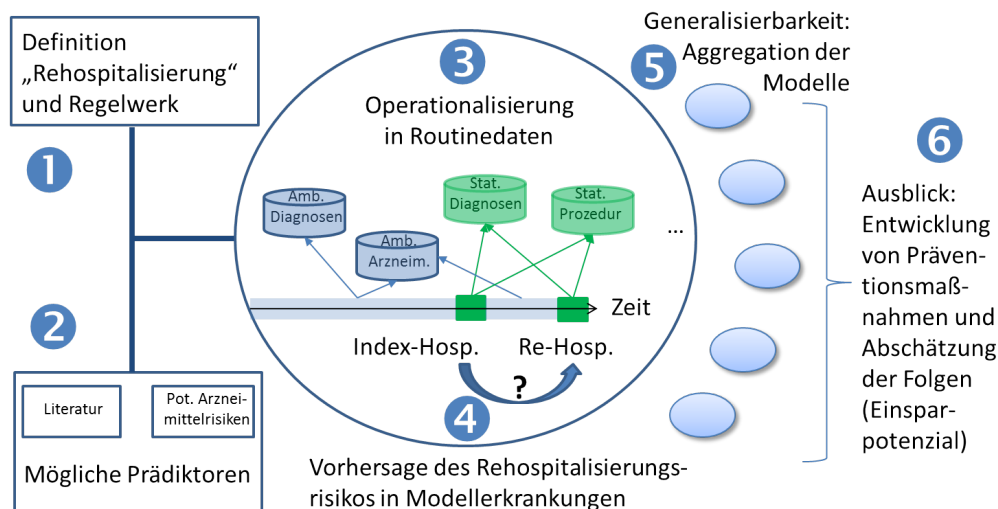 1
Definition
„Rehospitalisierung“
und Regelwerk
2
Literatur
Pot. Arznei-
mittelrisiken
Mögliche Prädiktoren
3
Operationalisierung
in Routinedaten
Amb.
Diagnosen
Amb.
Arzneim.
Stat.
Diagnosen
Stat.
Prozedur
...
Zeit
Index-Hosp.
Re-Hosp.
?
4
Vorhersage des Rehospitalisierungs-
risikos in Modellerkrankungen
5
Generalisierbarkeit:
Aggregation der
Modelle
6
Ausblick:
Entwicklung
von Präven-
tionsmaß-
nahmen und
Abschätzung
der Folgen
(Einspar-
potenzial)